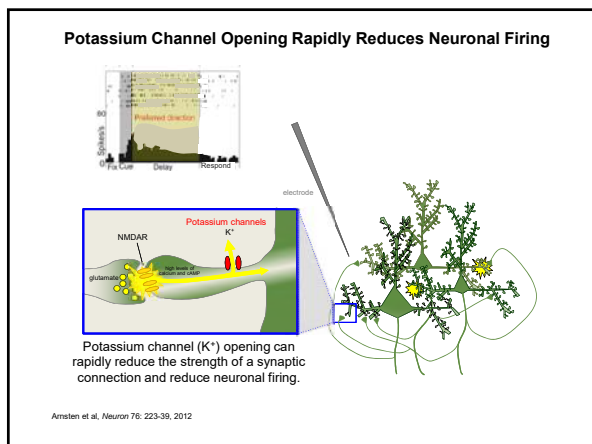 Potassium Channel Opening Rapidly Reduces Neuronal Firing
80
Preferred direction
Spikes/s
0
Fix Cue Delay Respond
electrode
Potassium channels
K⁺
NMDAR
high levels of
calcium and cAMP
glutamate
Potassium channel (K⁺) opening can
rapidly reduce the strength of a synaptic
connection and reduce neuronal firing.
Arnsten et al, Neuron 76: 223-39, 2012